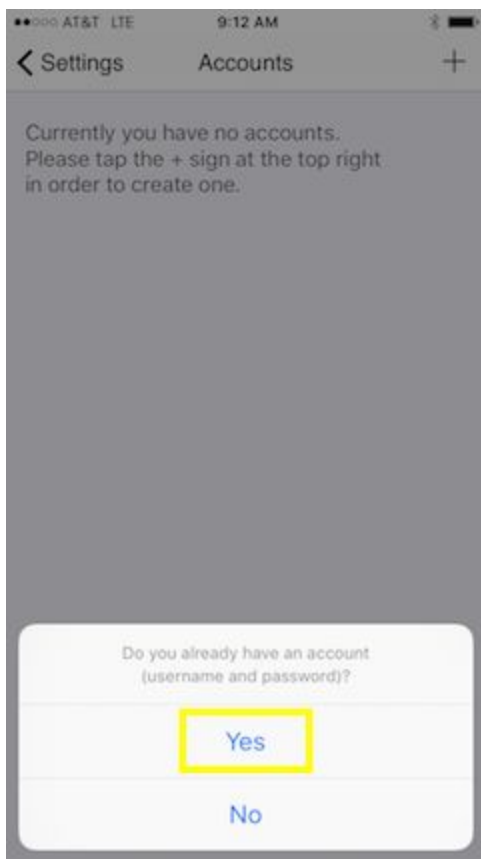 AT&T LTE 9:12 AM
Settings Accounts +
Currently you have no accounts.
Please tap the + sign at the top right
in order to create one.
Do you already have an account
(username and password)?
Yes
No